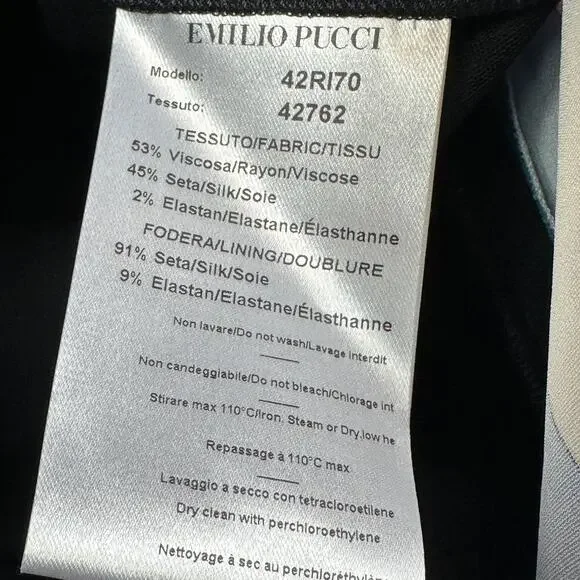 EMILIO PUCCI
Modello: 42RI70
Tessuto: 42762
TESSUTO/FABRIC/TISSU
53% Viscosa/Rayon/Viscose
45% Seta/Silk/Soie
2% Elastan/Elastane/Élasthanne
FODERA/LINING/DOUBLURE
91% Seta/Silk/Soie
9% Elastan/Elastane/Élasthanne
Non lavare/Do not wash/Lavage interdit
Non candeggiabile/Do not bleach/Chlorage int
Stirare max 110°C/Iron, Steam or Dry,low he
Repassage à 110°C max
Lavaggio a secco con tetracloroetilene
Dry clean with perchloroethylene
Nettoyage à sec au perchloréthylène